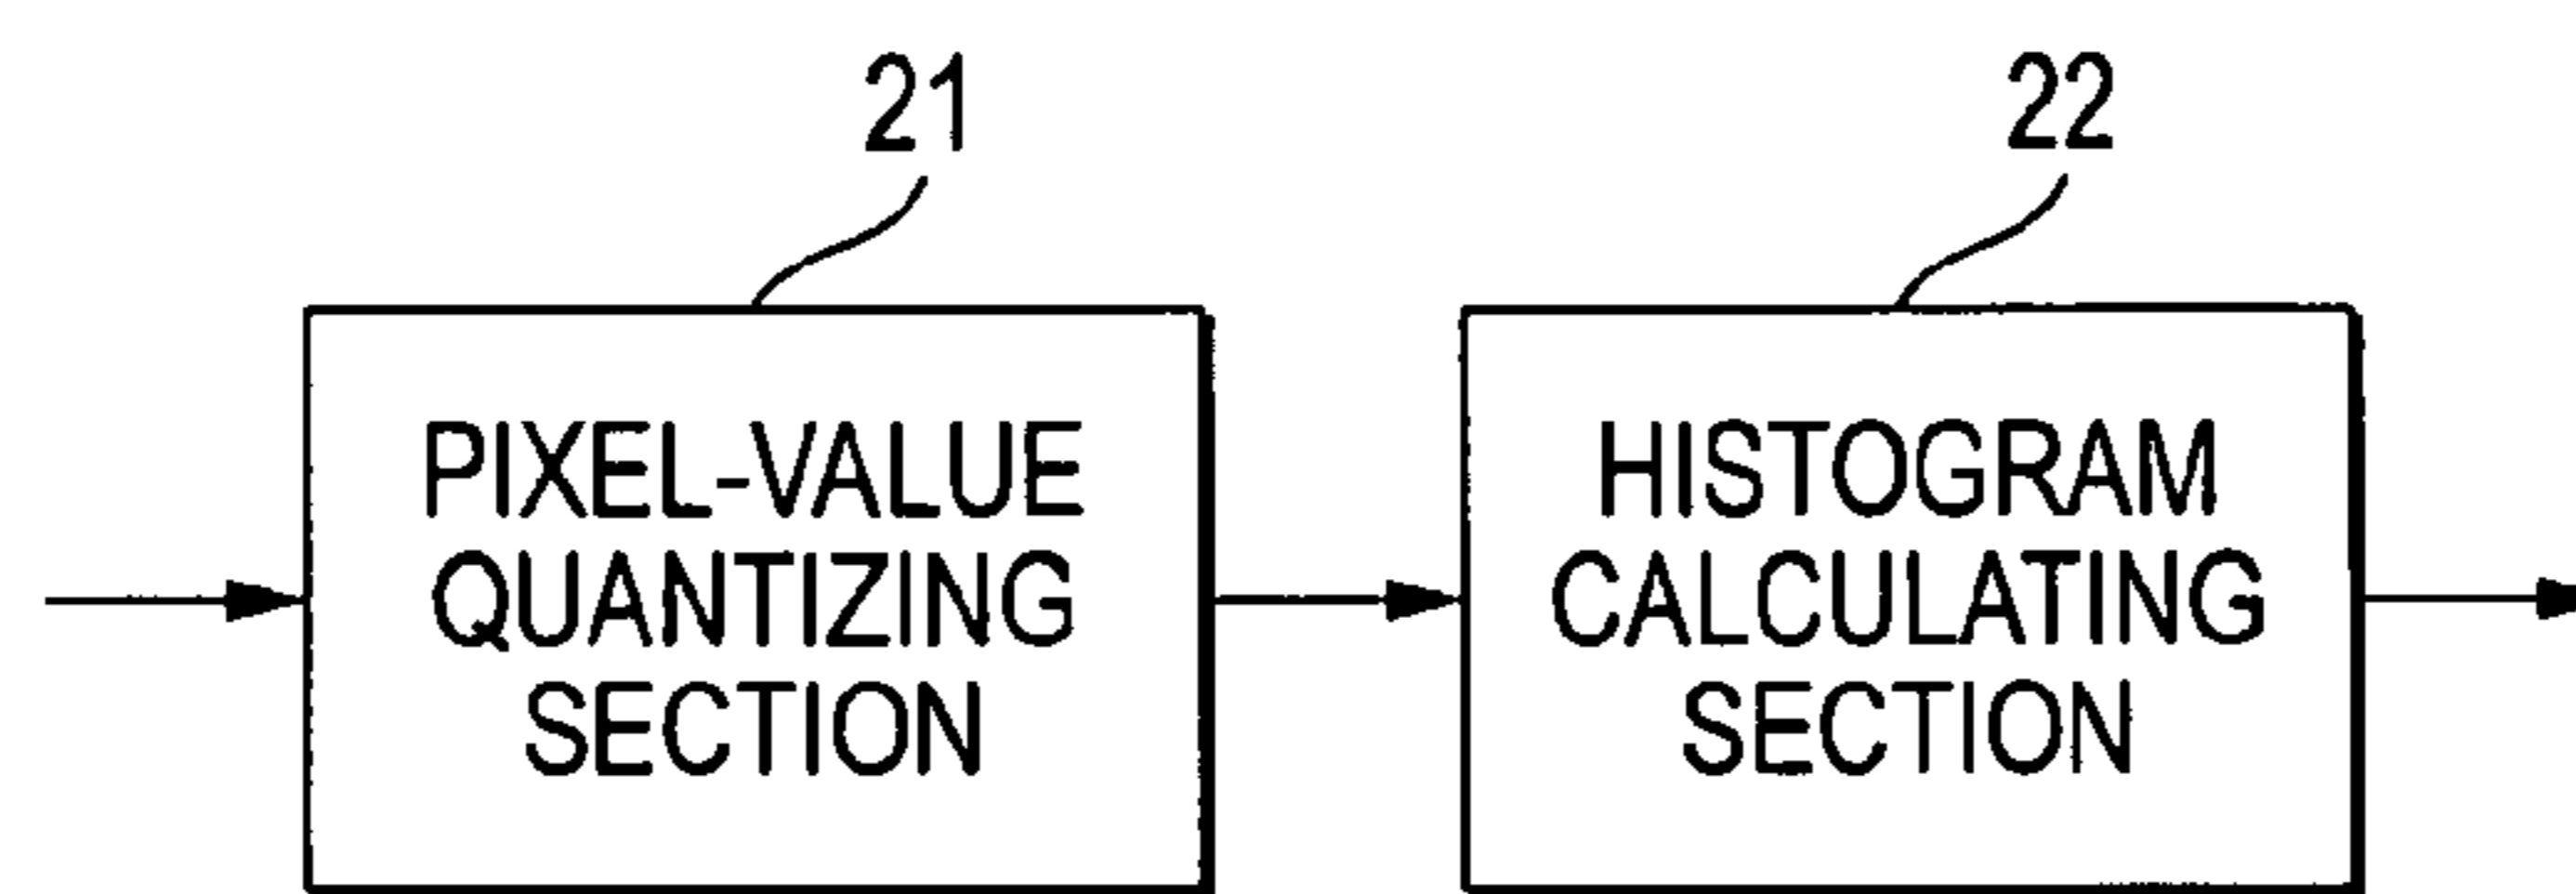 21
22
PIXEL-VALUE
QUANTIZING
SECTION
HISTOGRAM
CALCULATING
SECTION